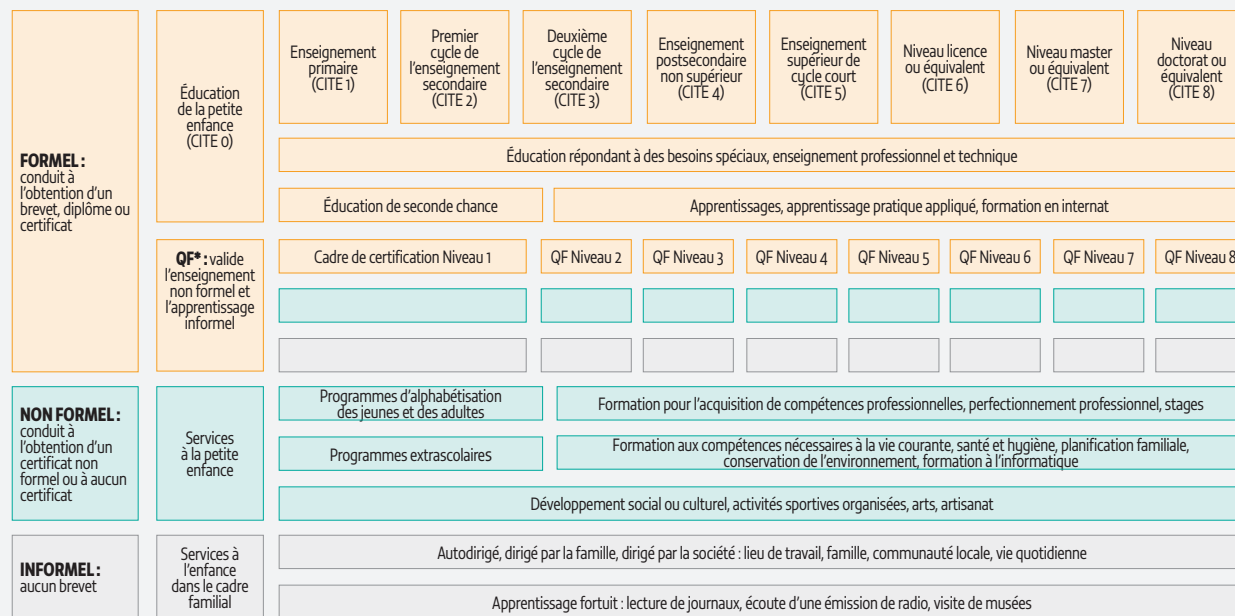 FORMEL :
conduit à
l'obtention d'un
brevet, diplôme ou
certificat
Éducation
de la petite
enfance
(CITE 0)
Enseignement
primaire
(CITE 1)
Premier
cycle de
l'enseignement
secondaire
(CITE 2)
Deuxième
cycle de
l'enseignement
secondaire
(CITE 3)
Enseignement
postsecondaire
non supérieur
(CITE 4)
Enseignement
supérieur de
cycle court
(CITE 5)
Niveau licence
ou équivalent
(CITE 6)
Niveau master
ou équivalent
(CITE 7)
Niveau
doctorat ou
équivalent
(CITE 8)
Éducation répondant à des besoins spéciaux, enseignement professionnel et technique
Éducation de seconde chance
Apprentissages, apprentissage pratique appliqué, formation en internat
QF* : valide
l'enseignement
non formel et
l'apprentissage
informel
Cadre de certification Niveau 1
QF Niveau 2
QF Niveau 3
QF Niveau 4
QF Niveau 5
QF Niveau 6
QF Niveau 7
QF Niveau 8
NON FORMEL :
conduit à
l'obtention d'un
certificat non
formel ou à aucun
certificat
Services
à la petite
enfance
Programmes d'alphabétisation
des jeunes et des adultes
Formation pour l'acquisition de compétences professionnelles, perfectionnement professionnel, stages
Programmes extrascolaires
Formation aux compétences nécessaires à la vie courante, santé et hygiène, planification familiale,
conservation de l'environnement, formation à l'informatique
Développement social ou culturel, activités sportives organisées, arts, artisanat
INFORMEL :
aucun brevet
Services à
l'enfance
dans le cadre
familial
Autodirigé, dirigé par la famille, dirigé par la société : lieu de travail, famille, communauté locale, vie quotidienne
Apprentissage fortuit : lecture de journaux, écoute d'une émission de radio, visite de musées